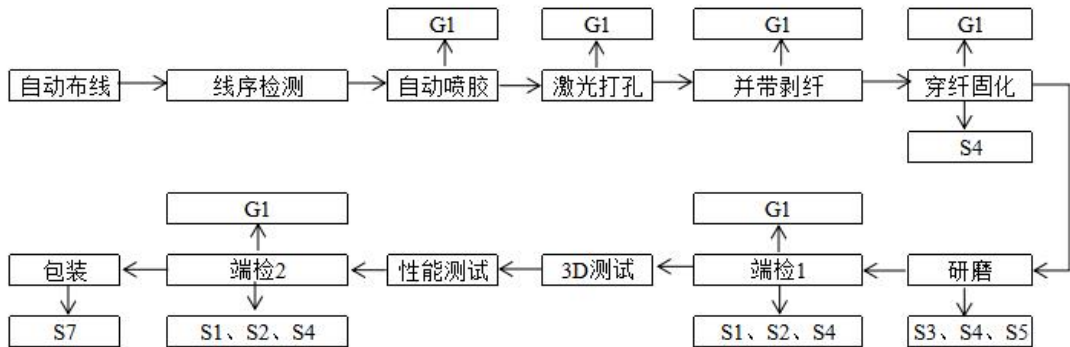 G1 G1 G1 G1
自动布线 线序检测 自动喷胶 激光打孔 并带剥纤 穿纤固化
S4
G1 G1
包装 端检2 性能测试 3D测试 端检1 研磨
S7 S1、S2、S4 S1、S2、S4 S3、S4、S5